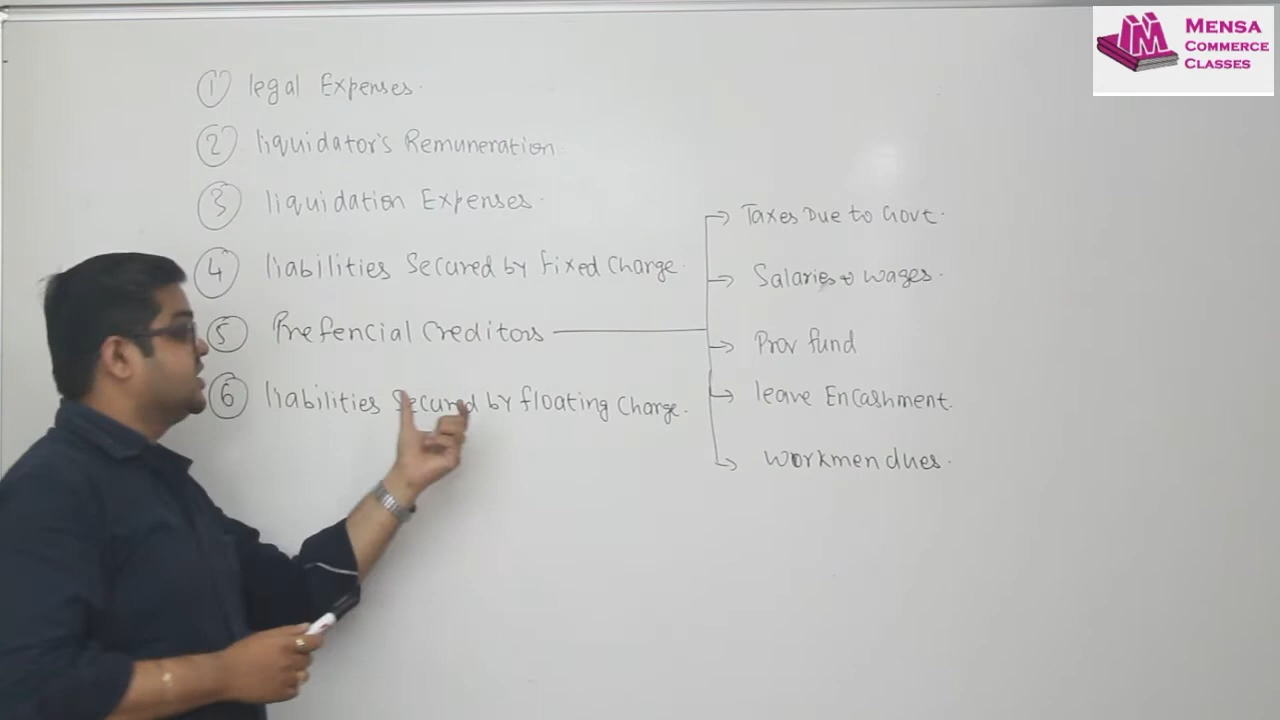 MENSA
COMMERCE
CLASSES
1 legal Expenses.
2 liquidator's Remuneration
3 liquidation Expenses.
4 liabilities Secured by fixed Charge.
5 Prefencial Creditors
6 liabilities Secured by floating Charge.
Taxes Due to Govt.
Salaries & Wages.
Prov fund
leave Encashment.
Workmen dues.